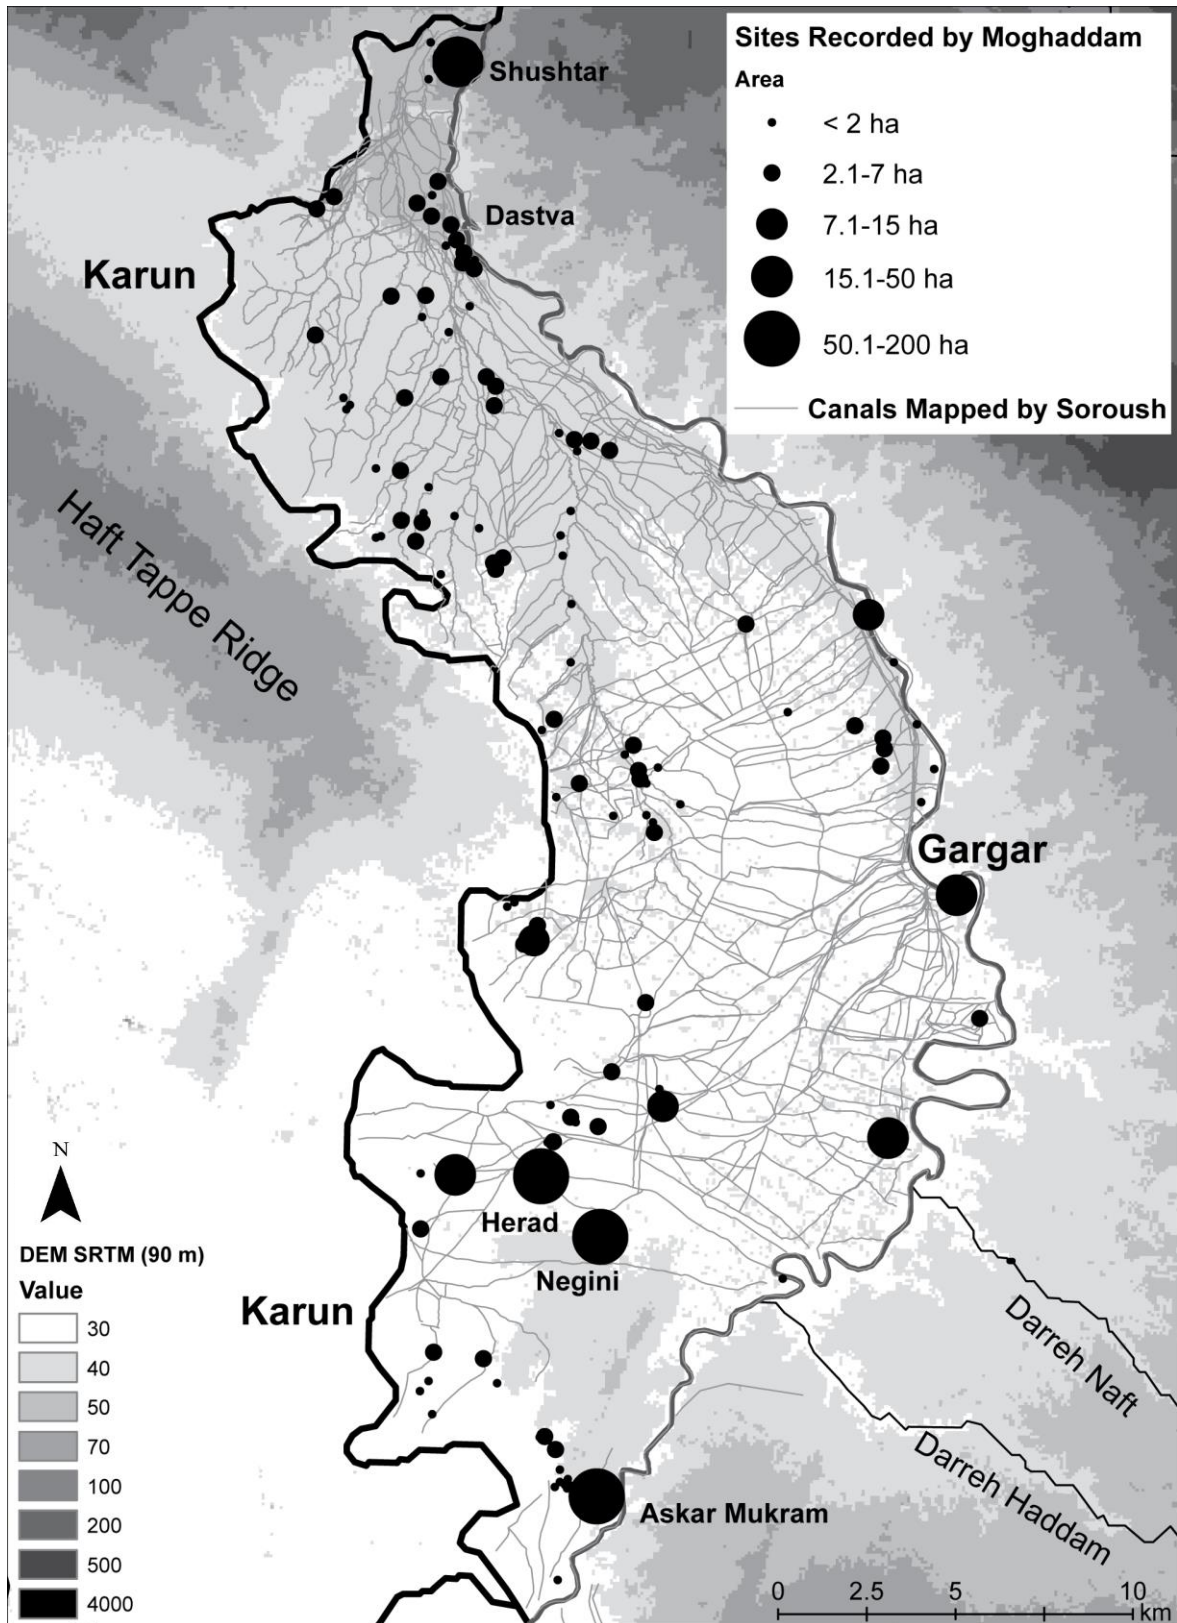 Sites Recorded by Moghaddam
Area
< 2 ha
2.1-7 ha
7.1-15 ha
15.1-50 ha
50.1-200 ha
Canals Mapped by Soroush
Shushtar
Dastva
Karun
Haft Tappe Ridge
Gargar
Herad
Negini
Karun
Darreh Naft
Darreh Haddam
Askar Mukram
N
DEM SRTM (90 m)
Value
30
40
50
70
100
200
500
4000
0 2.5 5 10
km